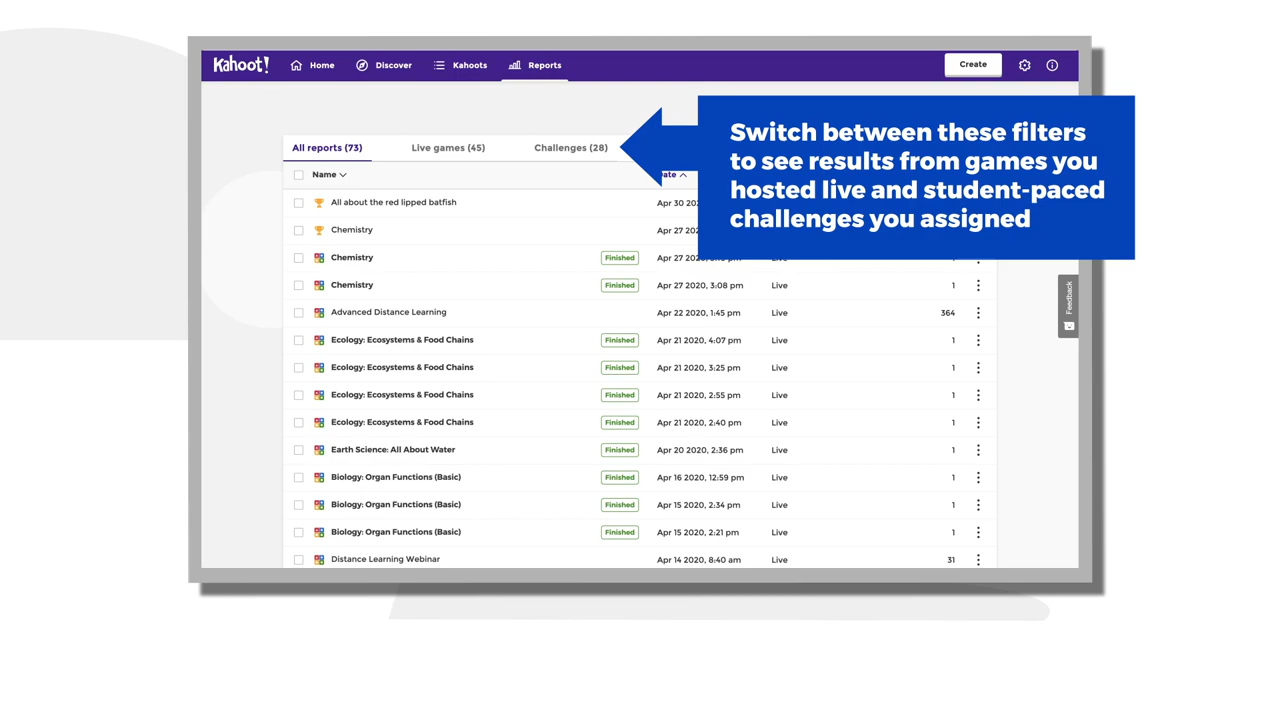 Kahoot! Home Discover Kahoots Reports Create
Switch between these filters
to see results from games you
hosted live and student-paced
challenges you assigned
All reports (73) Live games (45) Challenges (28)
Name
All about the red lipped batfish Apr 30
Chemistry Apr 27
Chemistry Finished Apr 27 Live
Chemistry Finished Apr 27 2020, 3:08 pm Live 1
Advanced Distance Learning Apr 22 2020, 1:45 pm Live 364
Ecology: Ecosystems & Food Chains Finished Apr 21 2020, 4:07 pm Live 1
Ecology: Ecosystems & Food Chains Finished Apr 21 2020, 3:25 pm Live 1
Ecology: Ecosystems & Food Chains Finished Apr 21 2020, 2:55 pm Live 1
Ecology: Ecosystems & Food Chains Finished Apr 21 2020, 2:40 pm Live 1
Earth Science: All About Water Finished Apr 20 2020, 2:36 pm Live 1
Biology: Organ Functions (Basic) Finished Apr 16 2020, 12:59 pm Live 1
Biology: Organ Functions (Basic) Finished Apr 15 2020, 2:34 pm Live 1
Biology: Organ Functions (Basic) Finished Apr 15 2020, 2:21 pm Live 1
Distance Learning Webinar Apr 14 2020, 8:40 am Live 31
Feedback